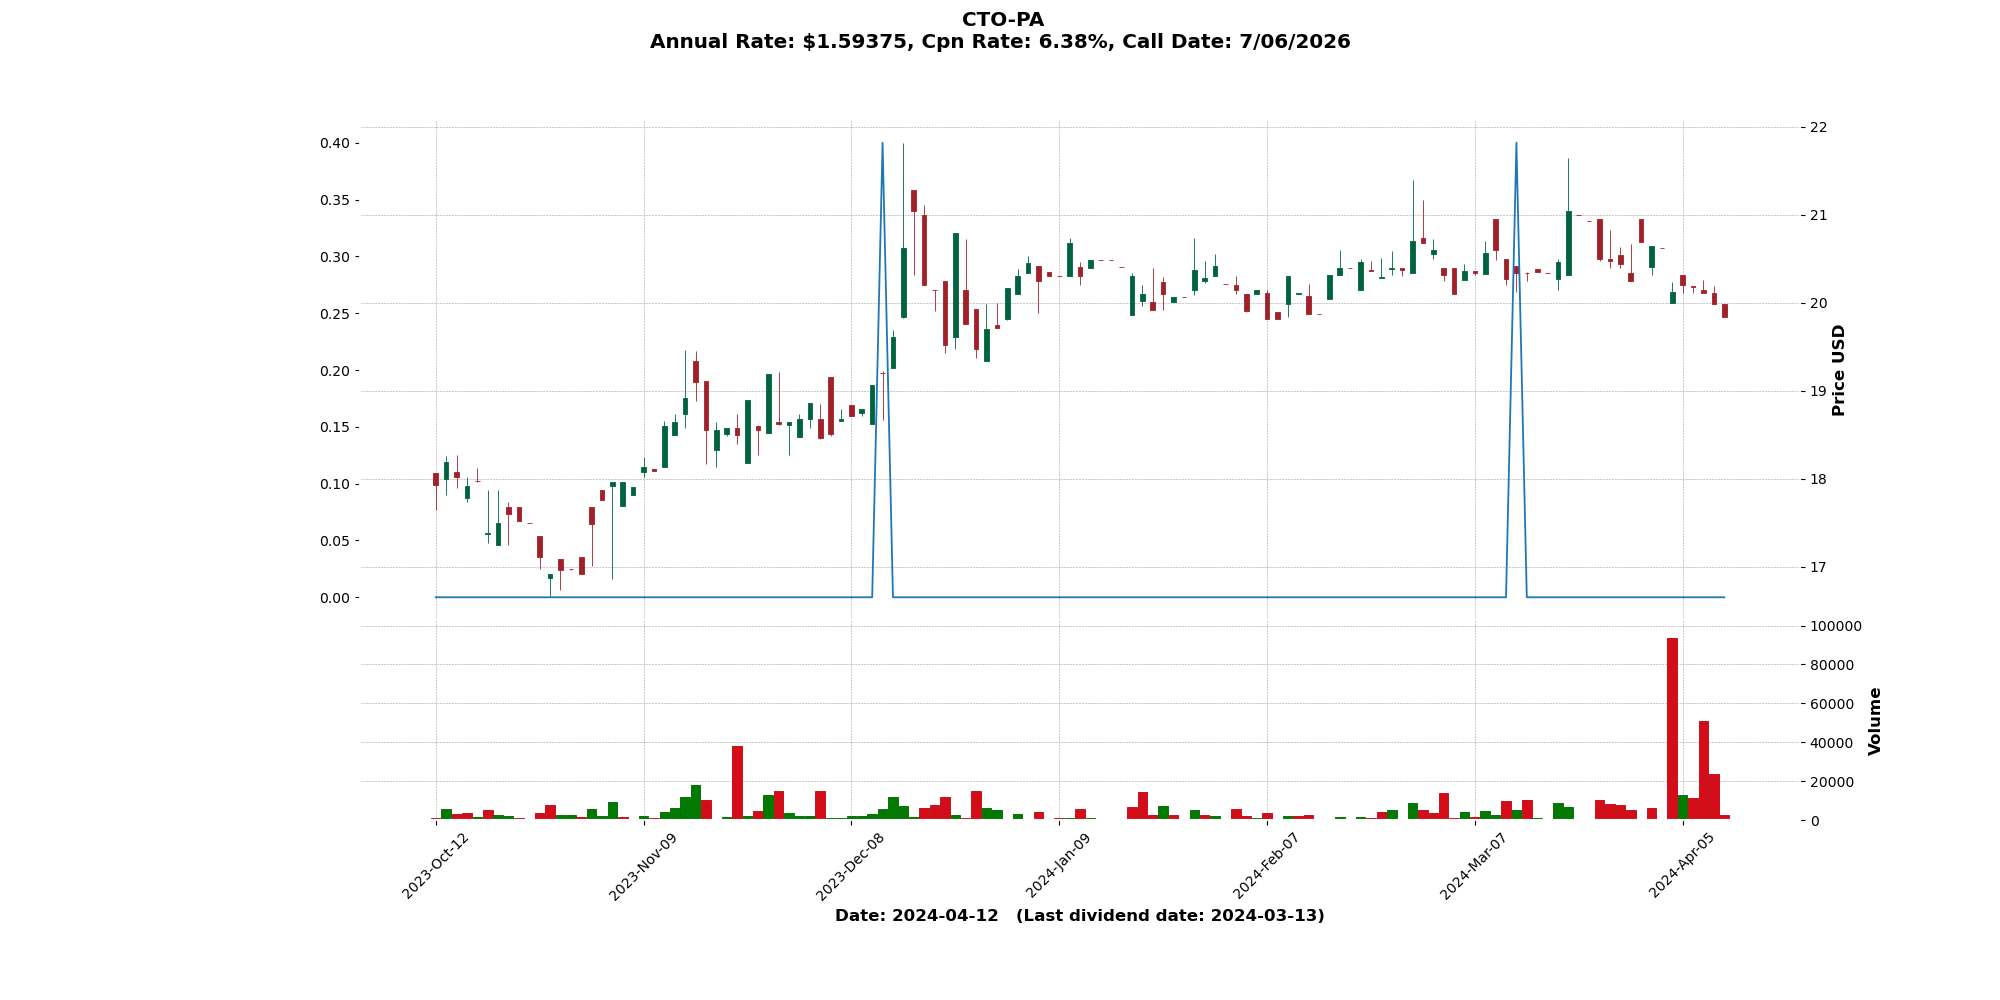 CTO-PA
Annual Rate: $1.59375, Cpn Rate: 6.38%, Call Date: 7/06/2026
0.40
0.35
0.30
0.25
0.20
0.15
0.10
0.05
0.00
22
21
20
19
18
17
Price USD
100000
80000
60000
40000
20000
0
Volume
2023-Oct-12
2023-Nov-09
2023-Dec-08
2024-Jan-09
2024-Feb-07
2024-Mar-07
2024-Apr-05
Date: 2024-04-12 (Last dividend date: 2024-03-13)